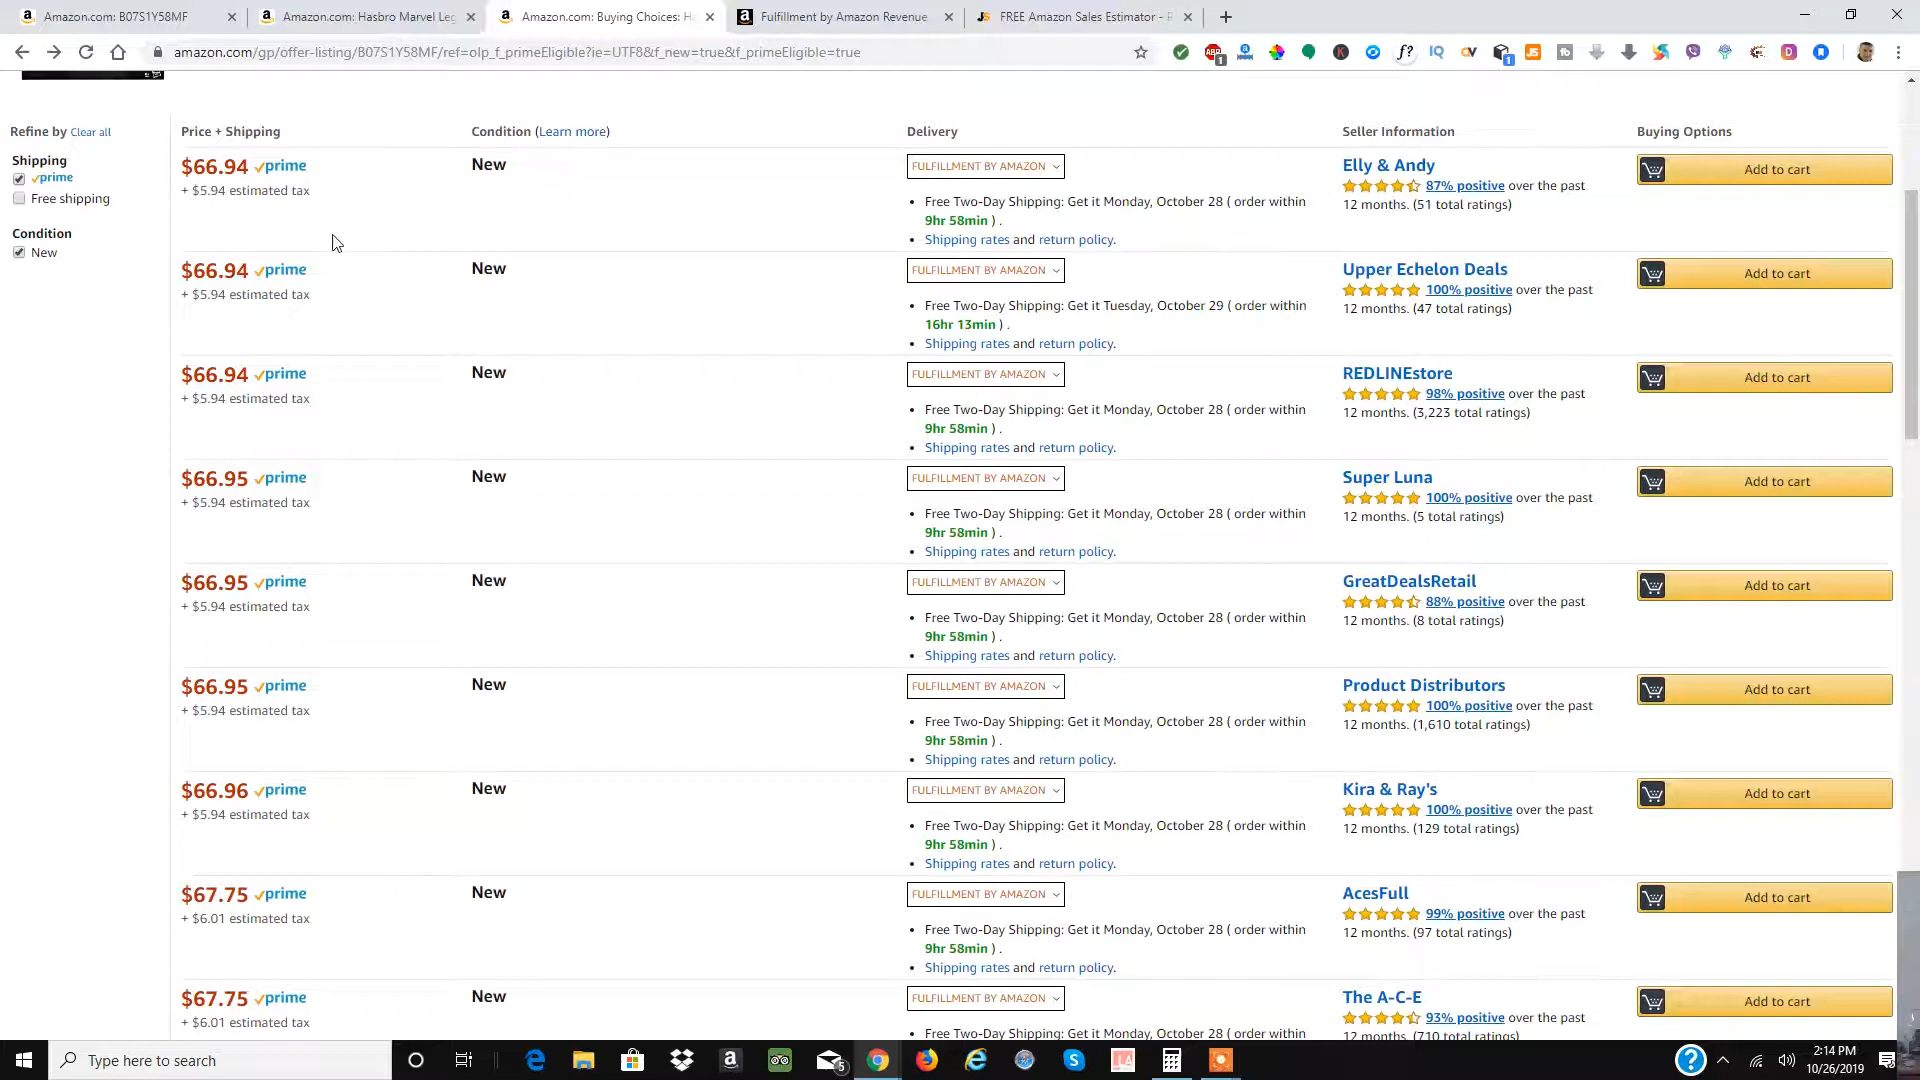 Amazon.com: B07S1Y58MF
Amazon.com: Hasbro Marvel Leg
Amazon.com: Buying Choices: Ha
Fulfillment by Amazon Revenue
FREE Amazon Sales Estimator - F
amazon.com/gp/offer-listing/B07S1Y58MF/ref=olp_f_primeEligible?ie=UTF8&f_new=true&f_primeEligible=true
Refine by Clear all
Shipping
prime
Free shipping
Condition
New
Price + Shipping
Condition (Learn more)
Delivery
Seller Information
Buying Options
$66.94 prime
+ $5.94 estimated tax
New
FULFILLMENT BY AMAZON
• Free Two-Day Shipping: Get it Monday, October 28 ( order within
9hr 58min ) .
• Shipping rates and return policy.
Elly & Andy
87% positive over the past
12 months. (51 total ratings)
Add to cart
$66.94 prime
+ $5.94 estimated tax
New
FULFILLMENT BY AMAZON
• Free Two-Day Shipping: Get it Tuesday, October 29 ( order within
16hr 13min ) .
• Shipping rates and return policy.
Upper Echelon Deals
100% positive over the past
12 months. (47 total ratings)
Add to cart
$66.94 prime
+ $5.94 estimated tax
New
FULFILLMENT BY AMAZON
• Free Two-Day Shipping: Get it Monday, October 28 ( order within
9hr 58min ) .
• Shipping rates and return policy.
REDLINEstore
98% positive over the past
12 months. (3,223 total ratings)
Add to cart
$66.95 prime
+ $5.94 estimated tax
New
FULFILLMENT BY AMAZON
• Free Two-Day Shipping: Get it Monday, October 28 ( order within
9hr 58min ) .
• Shipping rates and return policy.
Super Luna
100% positive over the past
12 months. (5 total ratings)
Add to cart
$66.95 prime
+ $5.94 estimated tax
New
FULFILLMENT BY AMAZON
• Free Two-Day Shipping: Get it Monday, October 28 ( order within
9hr 58min ) .
• Shipping rates and return policy.
GreatDealsRetail
88% positive over the past
12 months. (8 total ratings)
Add to cart
$66.95 prime
+ $5.94 estimated tax
New
FULFILLMENT BY AMAZON
• Free Two-Day Shipping: Get it Monday, October 28 ( order within
9hr 58min ) .
• Shipping rates and return policy.
Product Distributors
100% positive over the past
12 months. (1,610 total ratings)
Add to cart
$66.96 prime
+ $5.94 estimated tax
New
FULFILLMENT BY AMAZON
• Free Two-Day Shipping: Get it Monday, October 28 ( order within
9hr 58min ) .
• Shipping rates and return policy.
Kira & Ray's
100% positive over the past
12 months. (129 total ratings)
Add to cart
$67.75 prime
+ $6.01 estimated tax
New
FULFILLMENT BY AMAZON
• Free Two-Day Shipping: Get it Monday, October 28 ( order within
9hr 58min ) .
• Shipping rates and return policy.
AcesFull
99% positive over the past
12 months. (97 total ratings)
Add to cart
$67.75 prime
+ $6.01 estimated tax
New
FULFILLMENT BY AMAZON
• Free Two-Day Shipping: Get it Monday, October 28 ( order within
The A-C-E
93% positive over the past
12 months. (710 total ratings)
Add to cart
Type here to search
2:14 PM
10/26/2019